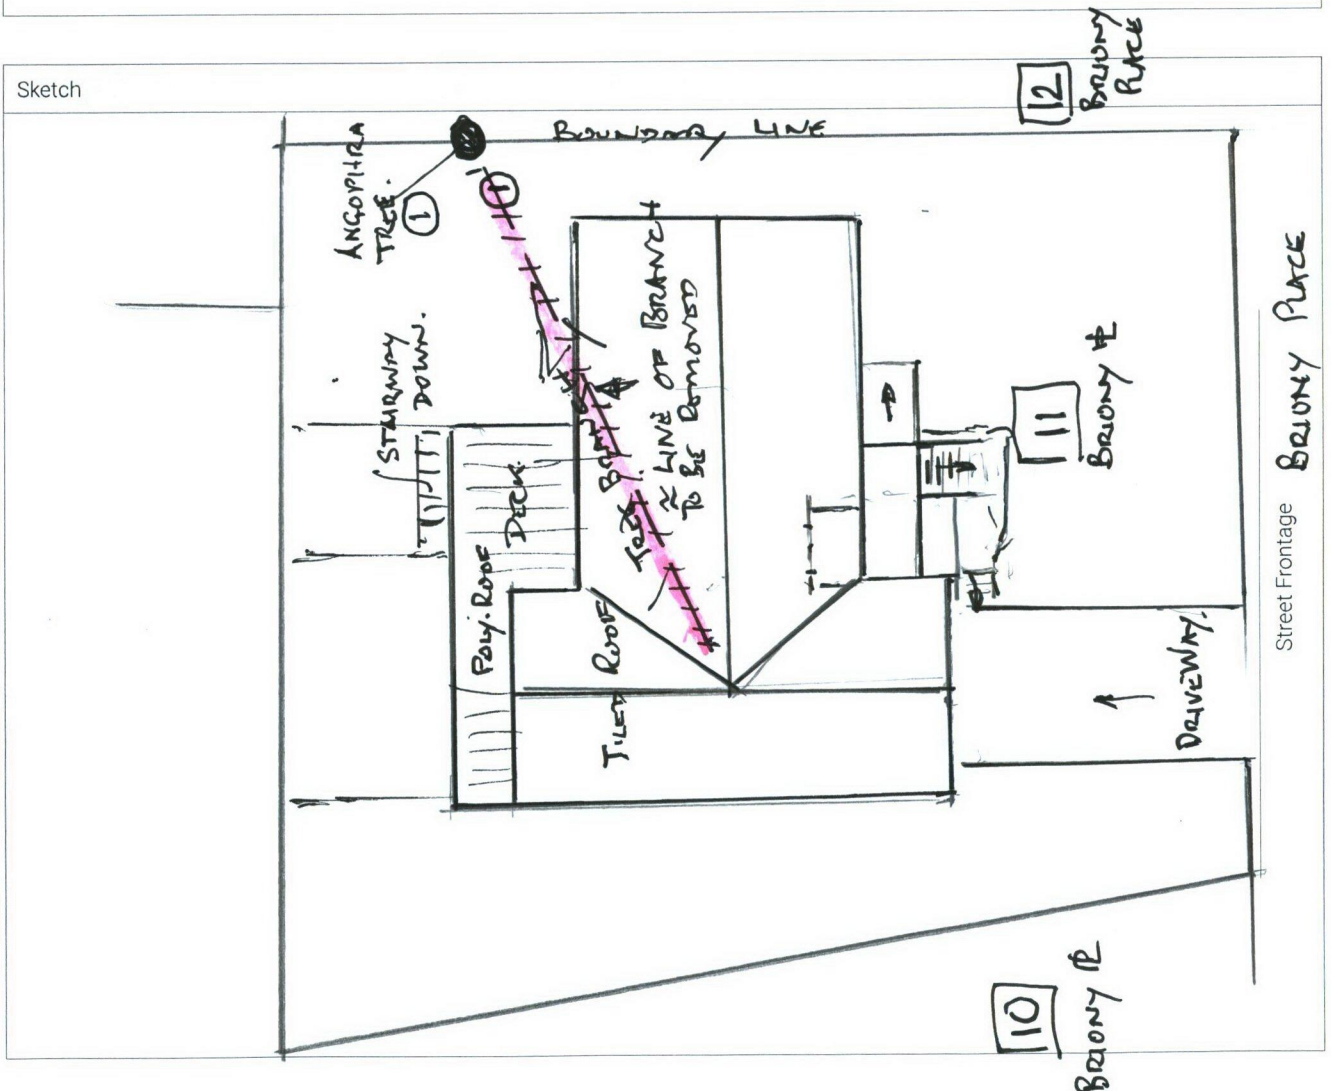 Sketch
12
BRIONY
PLACE
BOUNDARY LINE
ANGOPHRA
TREE.
1
1
STAIRWAY
DOWN.
≈ LINE OF BRANCH
TO BE REMOVED
TREE
DECK.
POLY. ROOF
TILED ROOF
11
BRIONY PL
BRIONY PLACE
Street Frontage
DRIVEWAY.
10
BRIONY PL